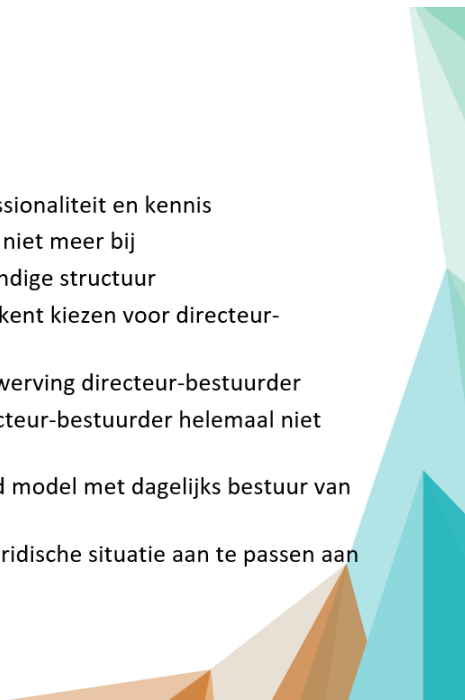 ssionaliteit en kennis
niet meer bij
ndige structuur
kent kiezen voor directeur-
werving directeur-bestuurder
cteur-bestuurder helemaal niet
d model met dagelijks bestuur van
ridische situatie aan te passen aan